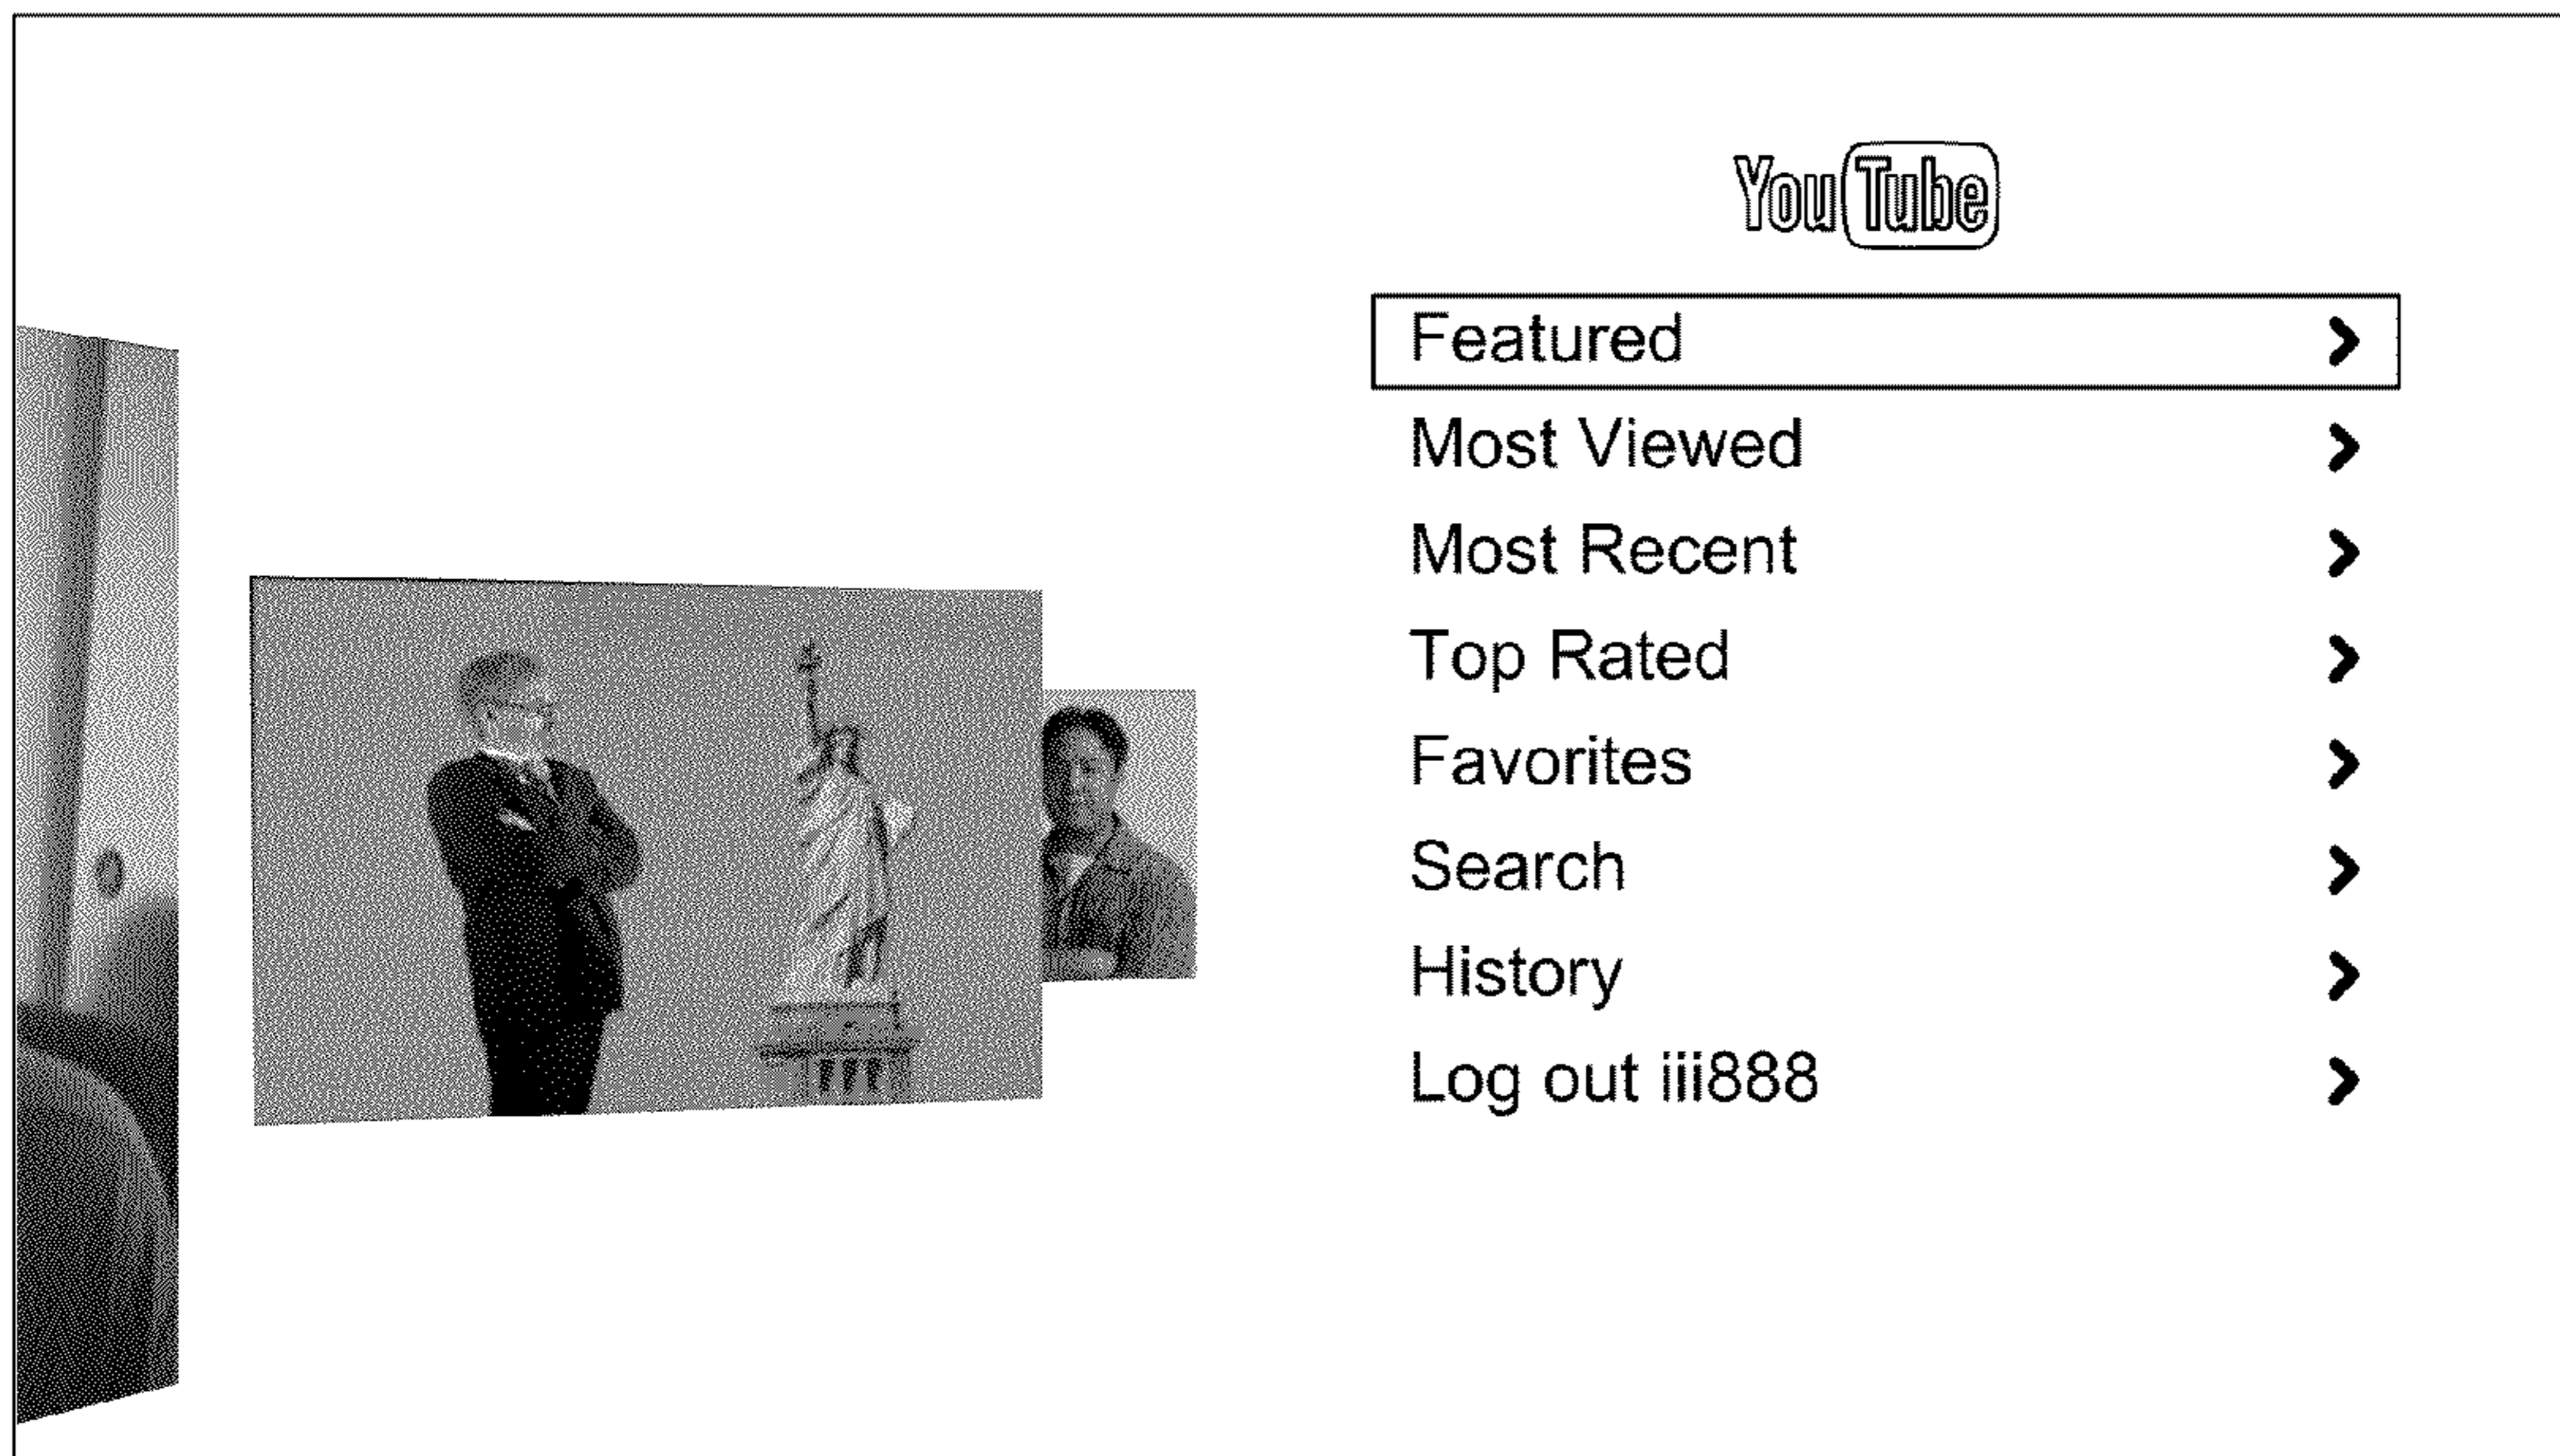 YouTube
Featured
Most Viewed
Most Recent
Top Rated
Favorites
Search
History
Log out iii888